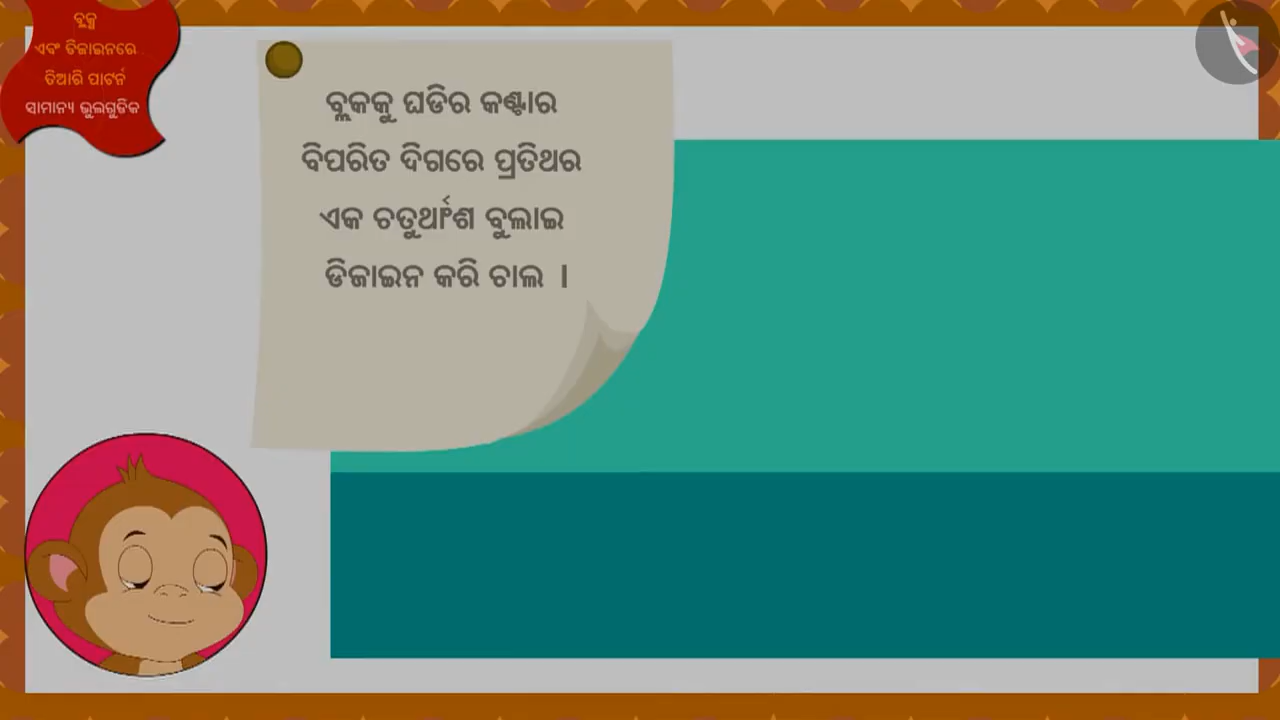 ବ୍ଲକ୍ସ
ଏବଂ ଡିଜାଇନରେ
ତିଆରି ପାଟର୍ନ
ସାମାନ୍ୟ ଭୁଲଗୁଡିକ
ବ୍ଲକକୁ ଘଡିର କଣ୍ଟାର
ବିପରିତ ଦିଗରେ ପ୍ରତିଥର
ଏକ ଚତୁର୍ଥାଂଶ ବୁଲାଇ
ଡିଜାଇନ କରି ଚାଲ ।